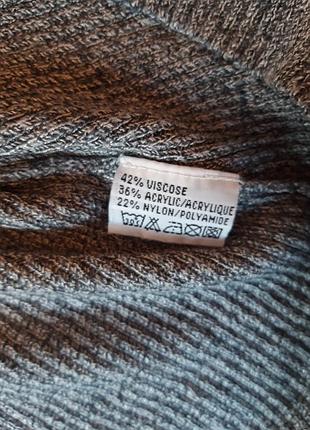 42% VISCOSE
36% ACRYLIC/ACRYLIQUE
22% NYLON/POLYAMIDE